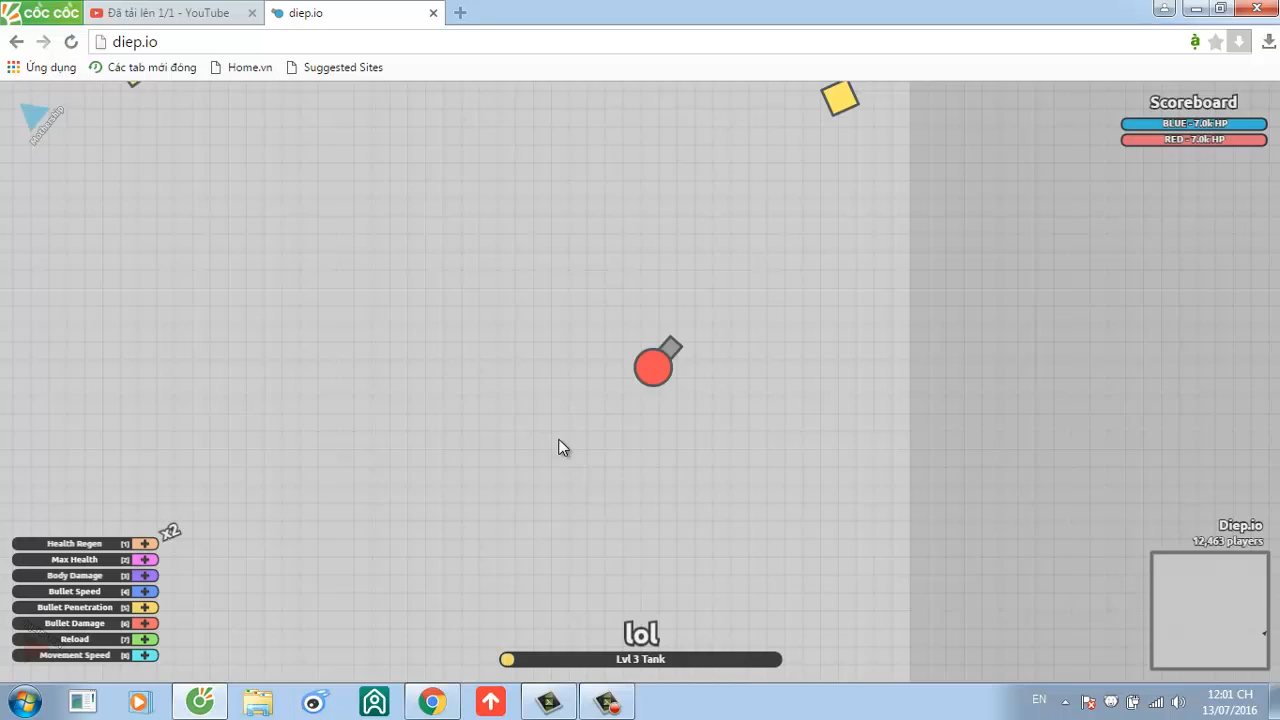 CỐC CỐC
Đã tải lên 1/1 - YouTube
diep.io
diep.io
Ứng dụng
Các tab mới đóng
Home.vn
Suggested Sites
Mothership
Scoreboard
BLUE - 7.0k HP
RED - 7.0k HP
x2
Health Regen [1]
Max Health [2]
Body Damage [3]
Bullet Speed [4]
Bullet Penetration [5]
Bullet Damage [6]
Reload [7]
Movement Speed [8]
lol
Lvl 3 Tank
Diep.io
12,463 players
EN
12:01 CH
13/07/2016